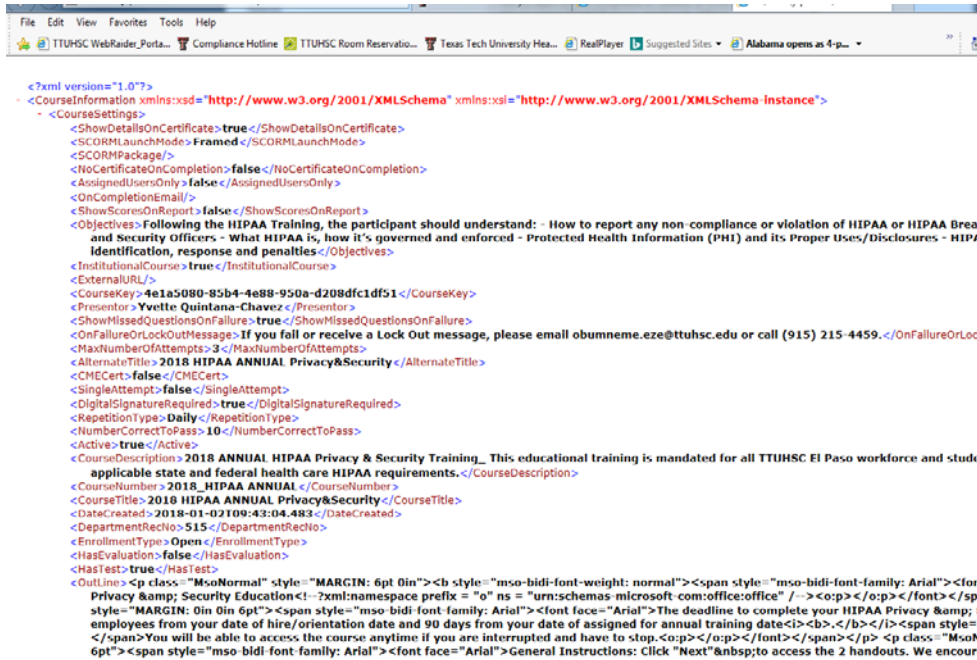 File Edit View Favorites Tools Help
TTUHSC WebRaider_Porta... Compliance Hotline TTUHSC Room Reservatio... Texas Tech University Hea... RealPlayer Suggested Sites Alabama opens as 4-p... »
<?xml version="1.0"?>
- <CourseInformation xmlns:xsd="http://www.w3.org/2001/XMLSchema" xmlns:xsi="http://www.w3.org/2001/XMLSchema-instance">
- <CourseSettings>
<ShowDetailsOnCertificate>true</ShowDetailsOnCertificate>
<SCORMLaunchMode>Framed</SCORMLaunchMode>
<SCORMPackage/>
<NoCertificateOnCompletion>false</NoCertificateOnCompletion>
<AssignedUsersOnly>false</AssignedUsersOnly>
<OnCompletionEmail/>
<ShowScoresOnReport>false</ShowScoresOnReport>
<Objectives>Following the HIPAA Training, the participant should understand: - How to report any non-compliance or violation of HIPAA or HIPAA Brea
and Security Officers - What HIPAA is, how it's governed and enforced - Protected Health Information (PHI) and its Proper Uses/Disclosures - HIPA
identification, response and penalties</Objectives>
<InstitutionalCourse>true</InstitutionalCourse>
<ExternalURL/>
<CourseKey>4e1a5080-85b4-4e88-950a-d208dfc1df51</CourseKey>
<Presentor>Yvette Quintana-Chavez</Presentor>
<ShowMissedQuestionsOnFailure>true</ShowMissedQuestionsOnFailure>
<OnFailureOrLockOutMessage>If you fail or receive a Lock Out message, please email obumneme.eze@ttuhsc.edu or call (915) 215-4459.</OnFailureOrLoc
<MaxNumberOfAttempts>3</MaxNumberOfAttempts>
<AlternateTitle>2018 HIPAA ANNUAL Privacy&Security</AlternateTitle>
<CMECert>false</CMECert>
<SingleAttempt>false</SingleAttempt>
<DigitalSignatureRequired>true</DigitalSignatureRequired>
<RepetitionType>Daily</RepetitionType>
<NumberCorrectToPass>10</NumberCorrectToPass>
<Active>true</Active>
<CourseDescription>2018 ANNUAL HIPAA Privacy & Security Training_ This educational training is mandated for all TTUHSC El Paso workforce and stude
applicable state and federal health care HIPAA requirements.</CourseDescription>
<CourseNumber>2018_HIPAA ANNUAL</CourseNumber>
<CourseTitle>2018 HIPAA ANNUAL Privacy&Security</CourseTitle>
<DateCreated>2018-01-02T09:43:04.483</DateCreated>
<DepartmentRecNo>515</DepartmentRecNo>
<EnrollmentType>Open</EnrollmentType>
<HasEvaluation>false</HasEvaluation>
<HasTest>true</HasTest>
<OutLine><p class="MsoNormal" style="MARGIN: 6pt 0in"><b style="mso-bidi-font-weight: normal"><span style="mso-bidi-font-family: Arial"><fon
Privacy &amp; Security Education<!--?xml:namespace prefix = "o" ns = "urn:schemas-microsoft-com:office:office" /--><o:p></o:p></font></sp
style="MARGIN: 0in 0in 6pt"><span style="mso-bidi-font-family: Arial"><font face="Arial">The deadline to complete your HIPAA Privacy &amp;
employees from your date of hire/orientation date and 90 days from your date of assigned for annual training date<i><b>.</b></i><span style=
</span>You will be able to access the course anytime if you are interrupted and have to stop.<o:p></o:p></font></span></p> <p class="MsoN
6pt"><span style="mso-bidi-font-family: Arial"><font face="Arial">General Instructions: Click "Next"&nbsp;to access the 2 handouts. We encour